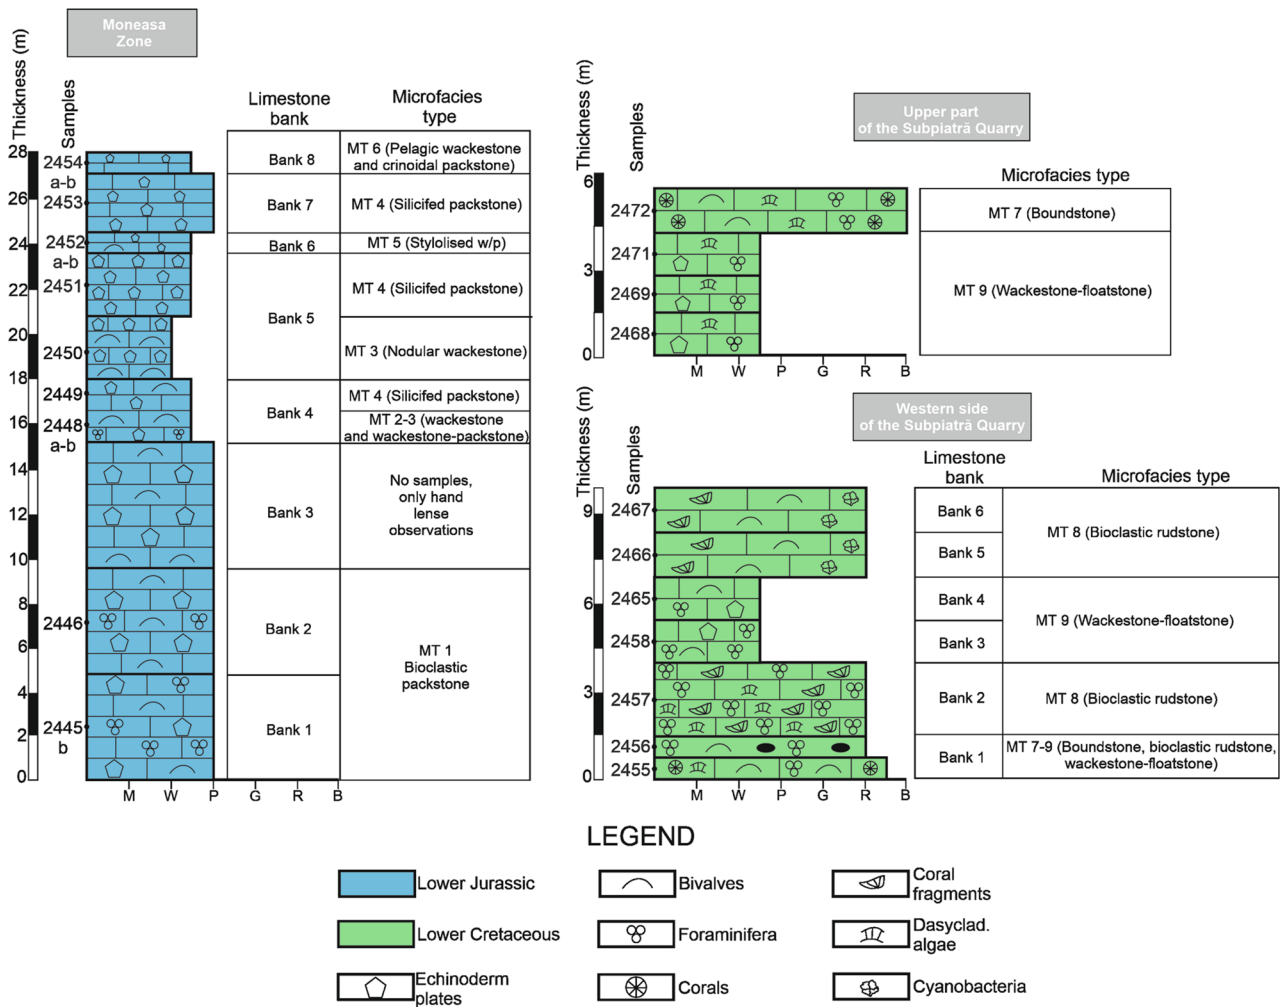 Moneasa
Zone
Thickness (m)
Samples
Limestone
bank
Microfacies
type
28
26
24
22
20
18
16
14
12
10
8
6
4
2
0
2454
a-b
2453
2452
a-b
2451
2450
2449
2448
a-b
2446
2445
b
Bank 8
MT 6 (Pelagic wackestone
and crinoidal packstone)
Bank 7
MT 4 (Silicifed packstone)
Bank 6
MT 5 (Stylolised w/p)
Bank 5
MT 4 (Silicifed packstone)
MT 3 (Nodular wackestone)
Bank 4
MT 4 (Silicifed packstone)
MT 2-3 (wackestone
and wackestone-packstone)
Bank 3
No samples,
only hand
lense
observations
Bank 2
MT 1
Bioclastic
packstone
Bank 1
M W P G R B
Upper part
of the Subpiatră Quarry
Thickness (m)
Samples
Microfacies type
6
3
0
2472
2471
2469
2468
MT 7 (Boundstone)
MT 9 (Wackestone-floatstone)
M W P G R B
Western side
of the Subpiatră Quarry
Thickness (m)
Samples
Limestone
bank
Microfacies type
9
6
3
0
2467
2466
2465
2458
2457
2456
2455
Bank 6
MT 8 (Bioclastic rudstone)
Bank 5
Bank 4
MT 9 (Wackestone-floatstone)
Bank 3
Bank 2
MT 8 (Bioclastic rudstone)
Bank 1
MT 7-9 (Boundstone, bioclastic rudstone,
wackestone-floatstone)
M W P G R B
LEGEND
Lower Jurassic
Bivalves
Coral
fragments
Lower Cretaceous
Foraminifera
Dasyclad.
algae
Echinoderm
plates
Corals
Cyanobacteria